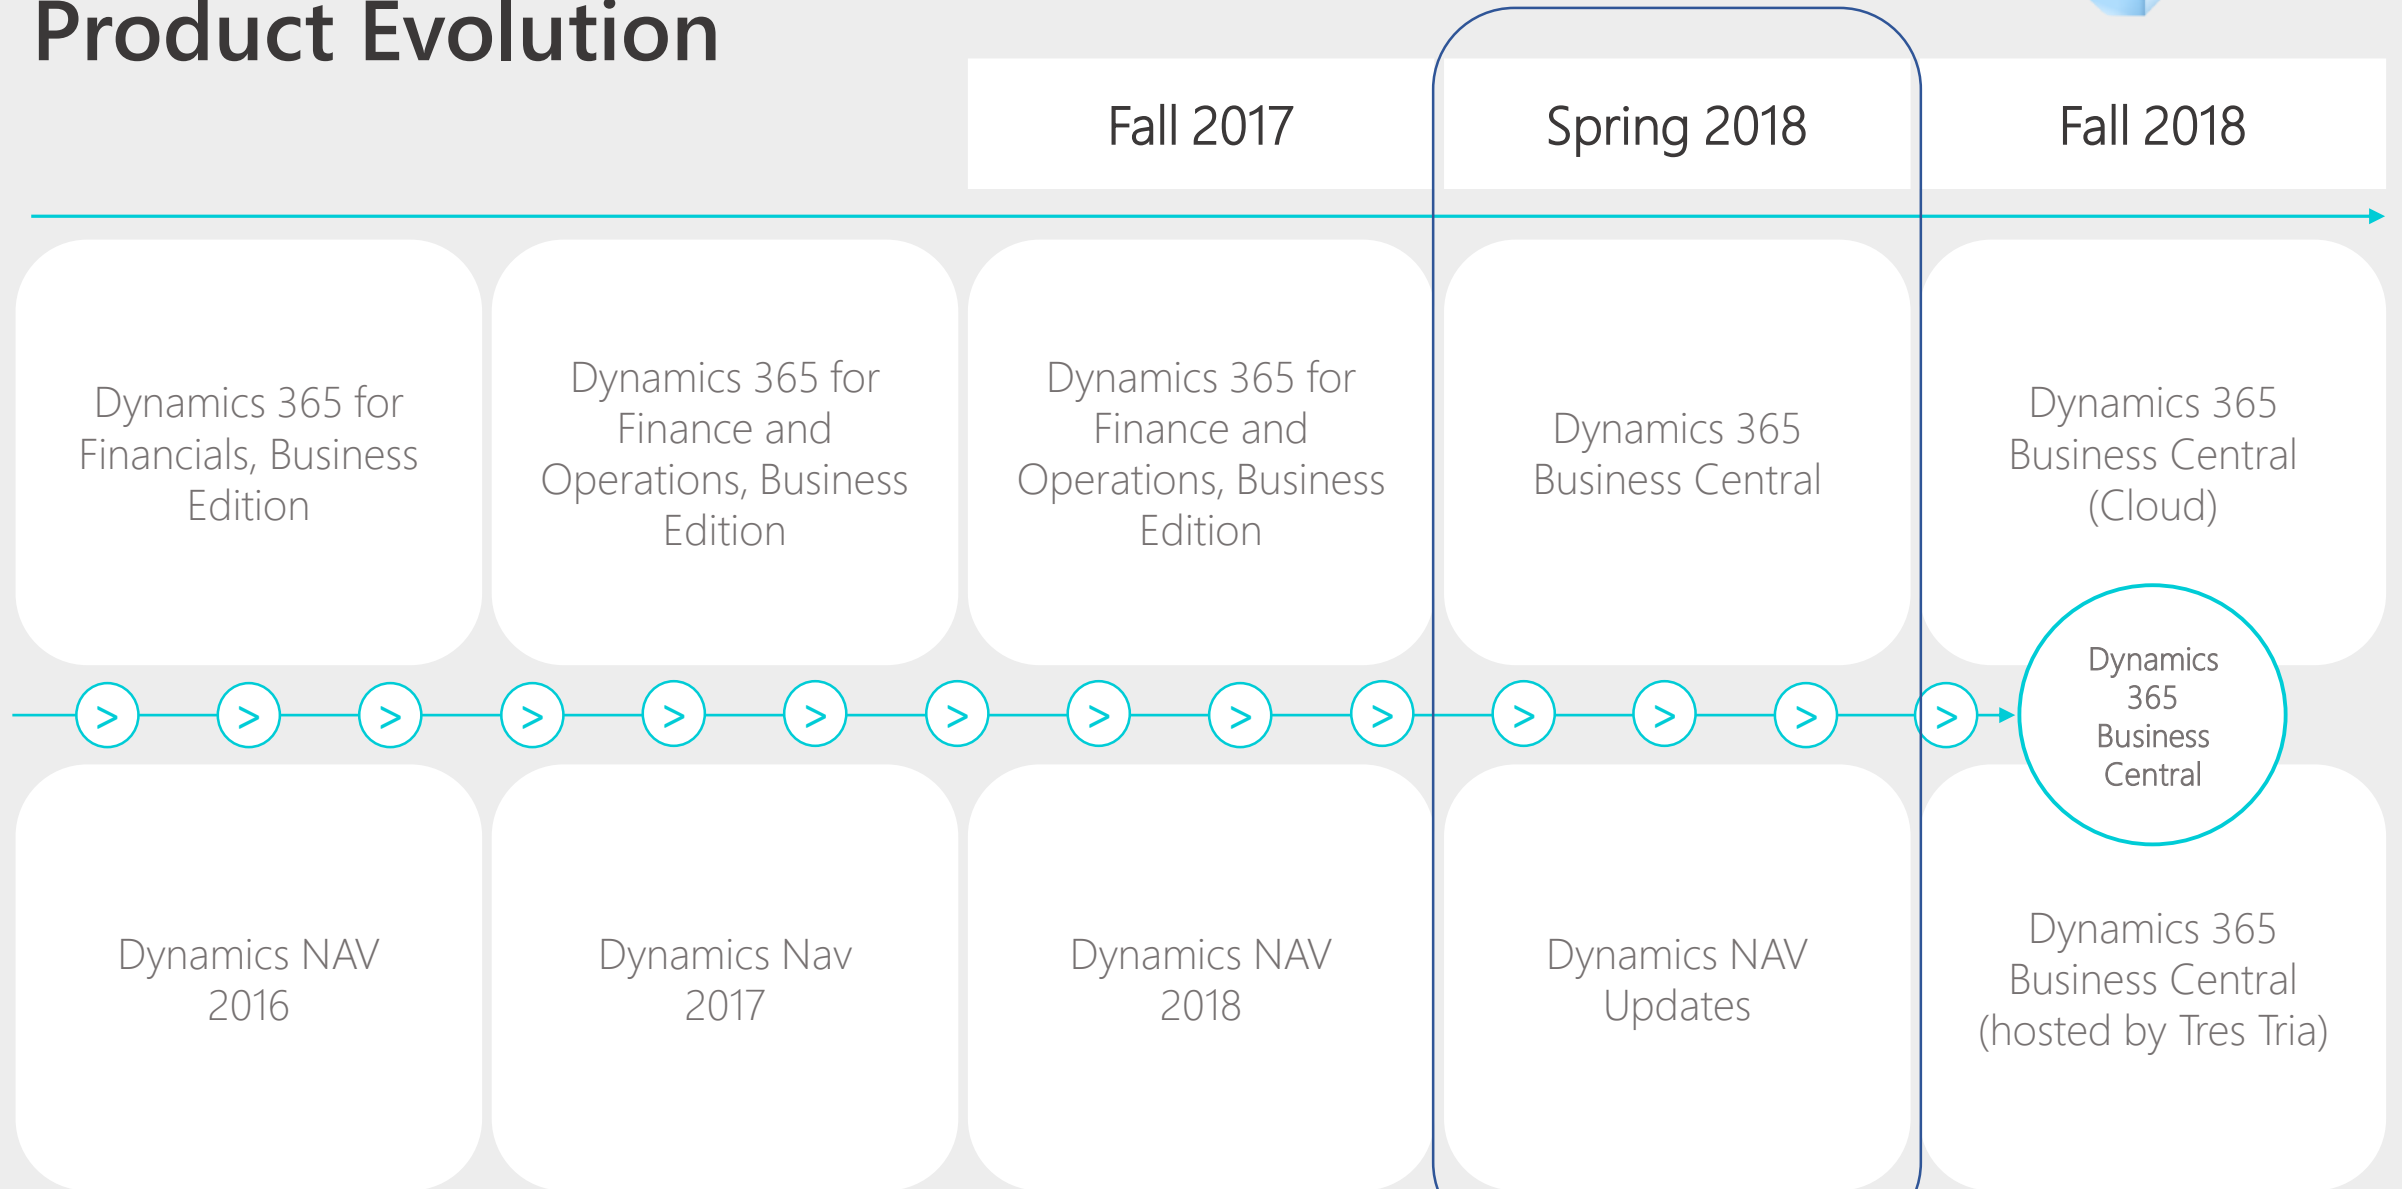 Product Evolution
Fall 2017
Spring 2018
Fall 2018
Dynamics 365 for
Financials, Business
Edition
Dynamics 365 for
Finance and
Operations, Business
Edition
Dynamics 365 for
Finance and
Operations, Business
Edition
Dynamics 365
Business Central
Dynamics 365
Business Central
(Cloud)
> > > > > > > > > > > > > >
Dynamics
365
Business
Central
Dynamics NAV
2016
Dynamics Nav
2017
Dynamics NAV
2018
Dynamics NAV
Updates
Dynamics 365
Business Central
(hosted by Tres Tria)